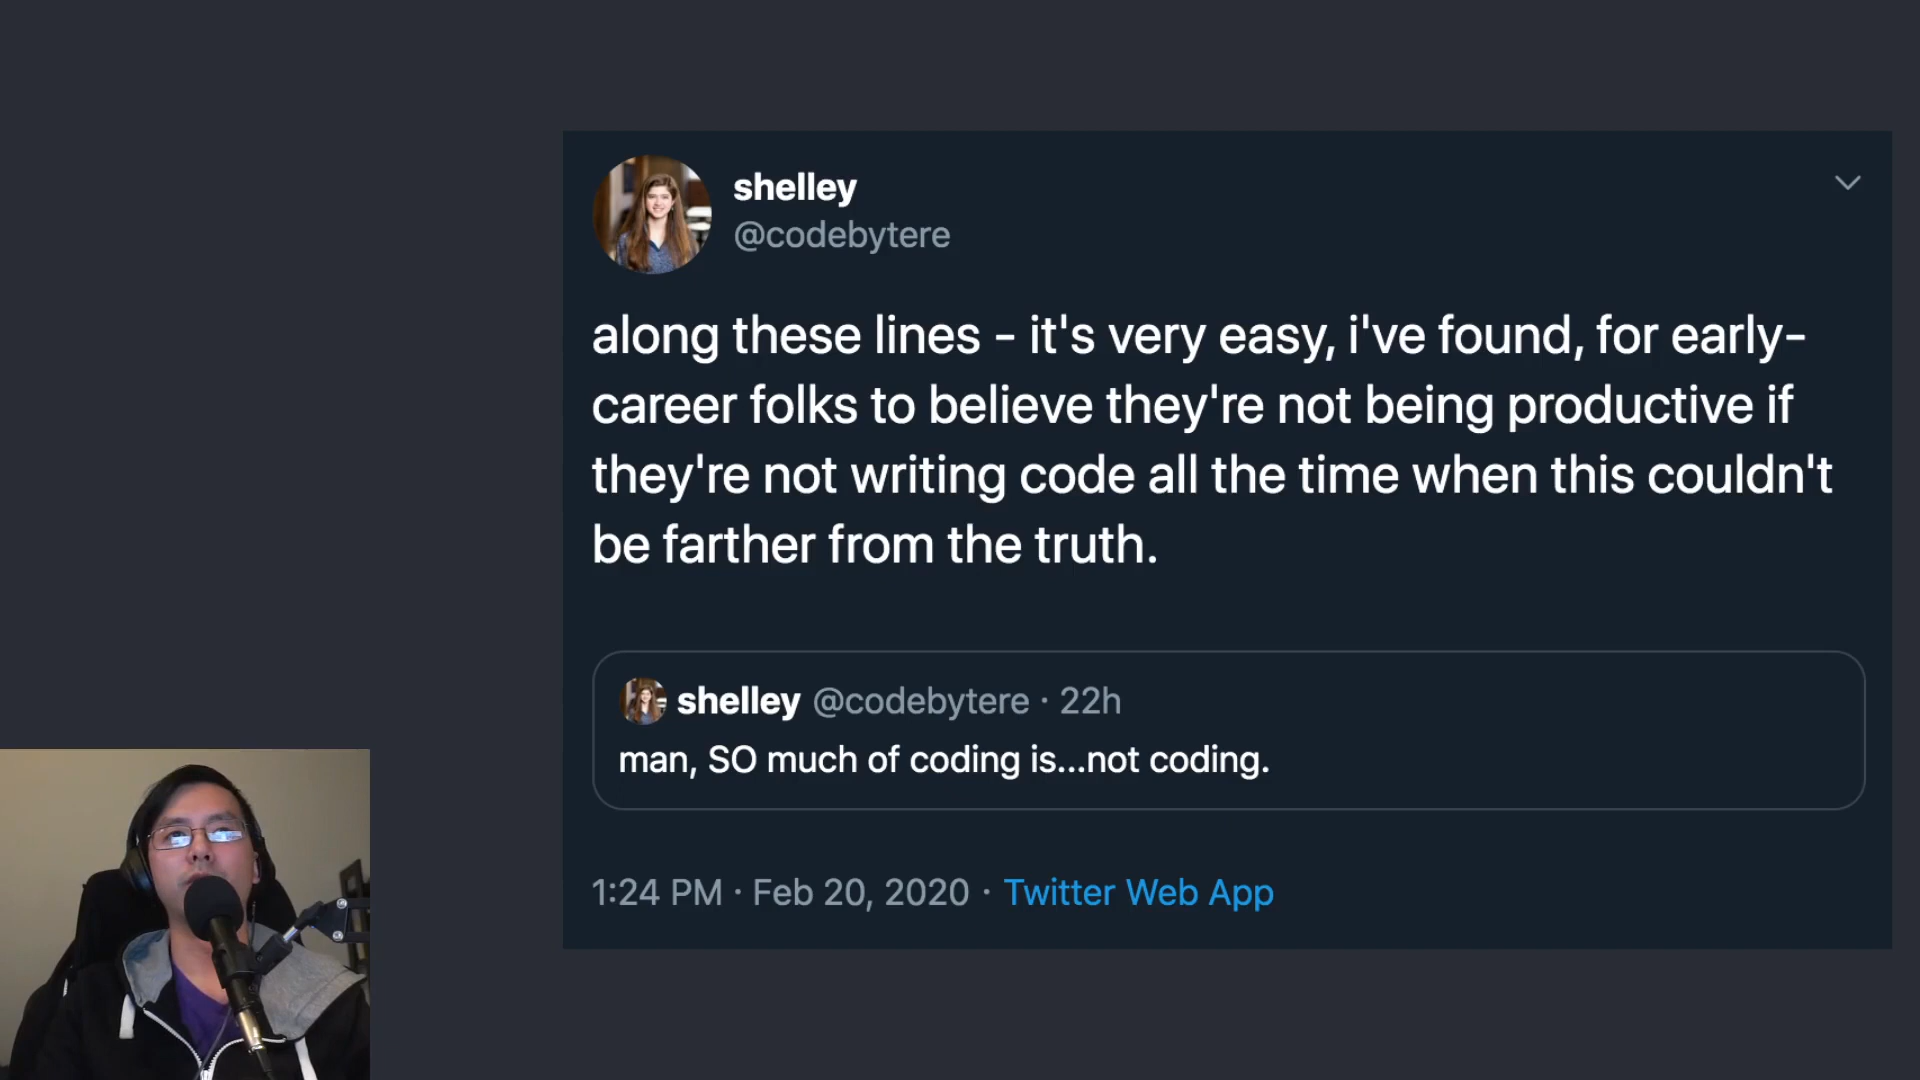 shelley
@codebytere
along these lines - it's very easy, i've found, for early-
career folks to believe they're not being productive if
they're not writing code all the time when this couldn't
be farther from the truth.
shelley @codebytere · 22h
man, SO much of coding is...not coding.
1:24 PM · Feb 20, 2020 · Twitter Web App